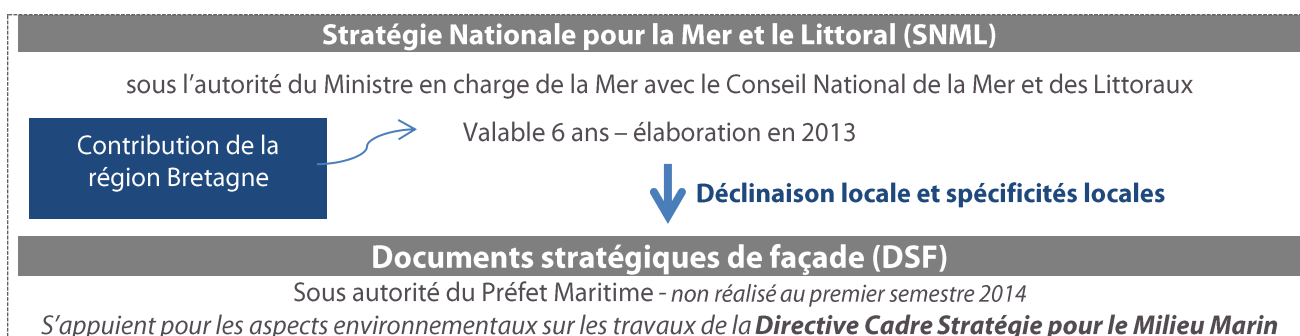 Stratégie Nationale pour la Mer et le Littoral (SNML)
sous l’autorité du Ministre en charge de la Mer avec le Conseil National de la Mer et des Littoraux
Contribution de la
région Bretagne
Valable 6 ans – élaboration en 2013
Déclinaison locale et spécificités locales
Documents stratégiques de façade (DSF)
Sous autorité du Préfet Maritime - non réalisé au premier semestre 2014
S’appuient pour les aspects environnementaux sur les travaux de la Directive Cadre Stratégie pour le Milieu Marin